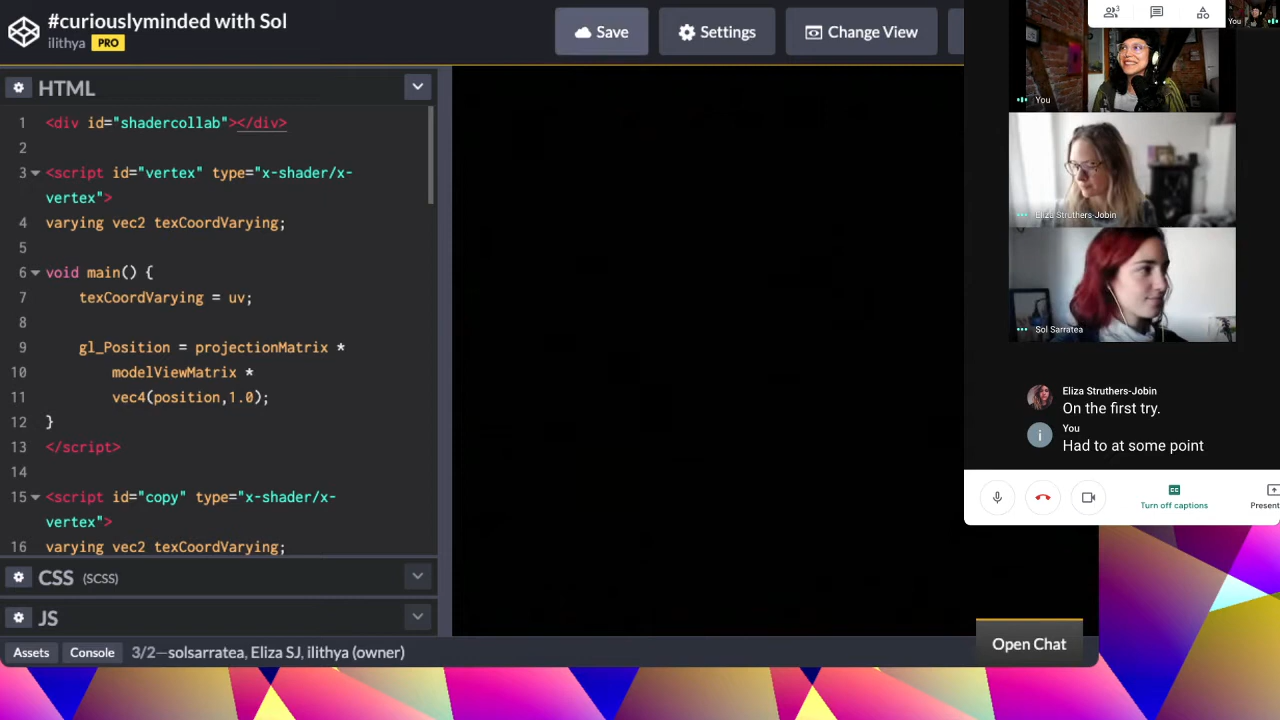 #curiouslyminded with Sol
ilithya PRO
Save
Settings
Change View
HTML
1 <div id="shadercollab"></div>
2
3 <script id="vertex" type="x-shader/x-
vertex">
4 varying vec2 texCoordVarying;
5
6 void main() {
7 texCoordVarying = uv;
8
9 gl_Position = projectionMatrix *
10 modelViewMatrix *
11 vec4(position,1.0);
12 }
13 </script>
14
15 <script id="copy" type="x-shader/x-
vertex">
16 varying vec2 texCoordVarying;
CSS (SCSS)
JS
Assets
Console
3/2—solsarratea, Eliza SJ, ilithya (owner)
Open Chat
3
You
You
Eliza Struthers-Jobin
Sol Sarratea
Eliza Struthers-Jobin
On the first try.
i
You
Had to at some point
Turn off captions
Present